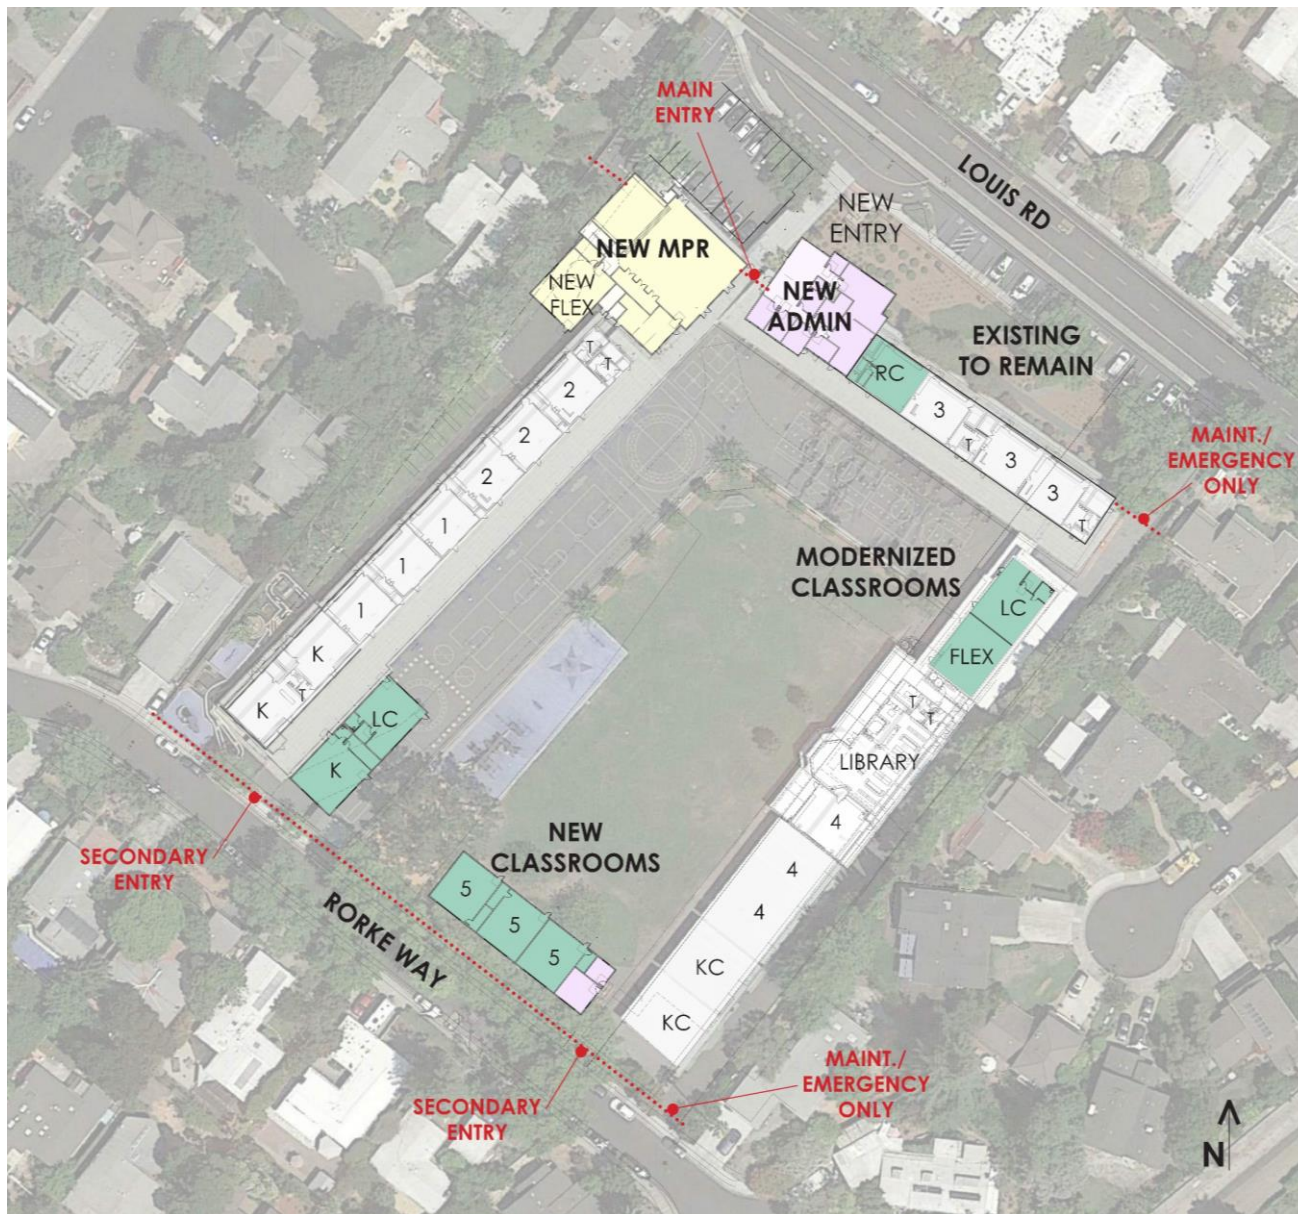 MAIN
ENTRY
LOUIS RD
NEW
ENTRY
NEW MPR
NEW
FLEX
NEW
ADMIN
EXISTING
TO REMAIN
T
T
RC
2
3
T
3
3
T
MAINT./
EMERGENCY
ONLY
2
2
1
1
1
MODERNIZED
CLASSROOMS
LC
FLEX
K
T
K
LC
K
T
T
LIBRARY
4
SECONDARY
ENTRY
NEW
CLASSROOMS
4
4
5
5
5
RORKE WAY
KC
KC
MAINT./
EMERGENCY
ONLY
SECONDARY
ENTRY
N